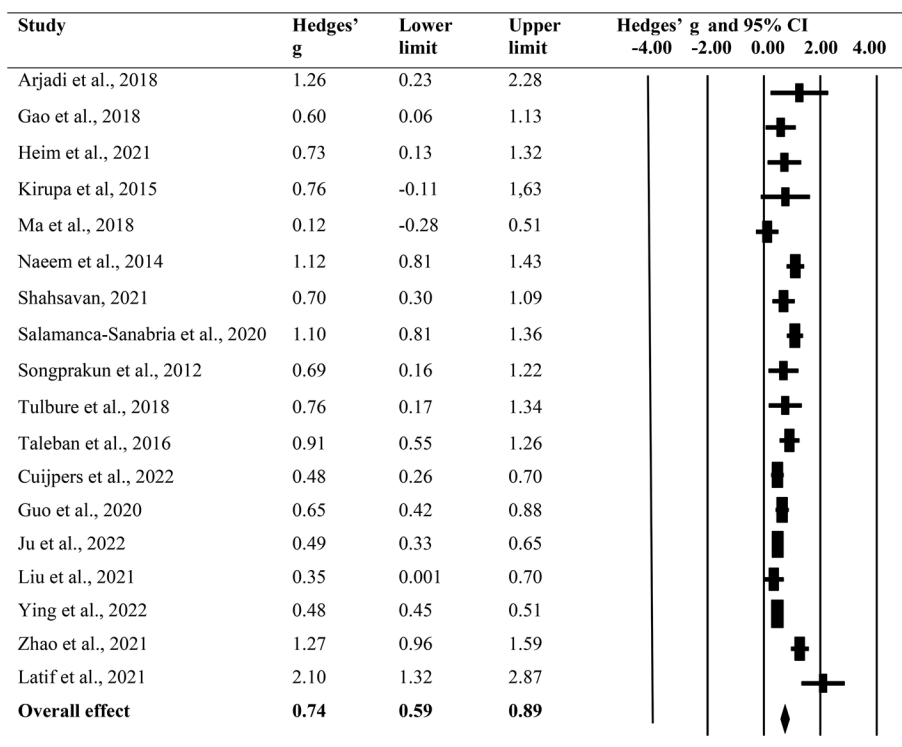 Study Hedges’ g Lower limit Upper limit Hedges’ g and 95% CI
-4.00 -2.00 0.00 2.00 4.00
Arjadi et al., 2018 1.26 0.23 2.28
Gao et al., 2018 0.60 0.06 1.13
Heim et al., 2021 0.73 0.13 1.32
Kirupa et al, 2015 0.76 -0.11 1,63
Ma et al., 2018 0.12 -0.28 0.51
Naeem et al., 2014 1.12 0.81 1.43
Shahsavan, 2021 0.70 0.30 1.09
Salamanca-Sanabria et al., 2020 1.10 0.81 1.36
Songprakun et al., 2012 0.69 0.16 1.22
Tulbure et al., 2018 0.76 0.17 1.34
Taleban et al., 2016 0.91 0.55 1.26
Cuijpers et al., 2022 0.48 0.26 0.70
Guo et al., 2020 0.65 0.42 0.88
Ju et al., 2022 0.49 0.33 0.65
Liu et al., 2021 0.35 0.001 0.70
Ying et al., 2022 0.48 0.45 0.51
Zhao et al., 2021 1.27 0.96 1.59
Latif et al., 2021 2.10 1.32 2.87
Overall effect 0.74 0.59 0.89